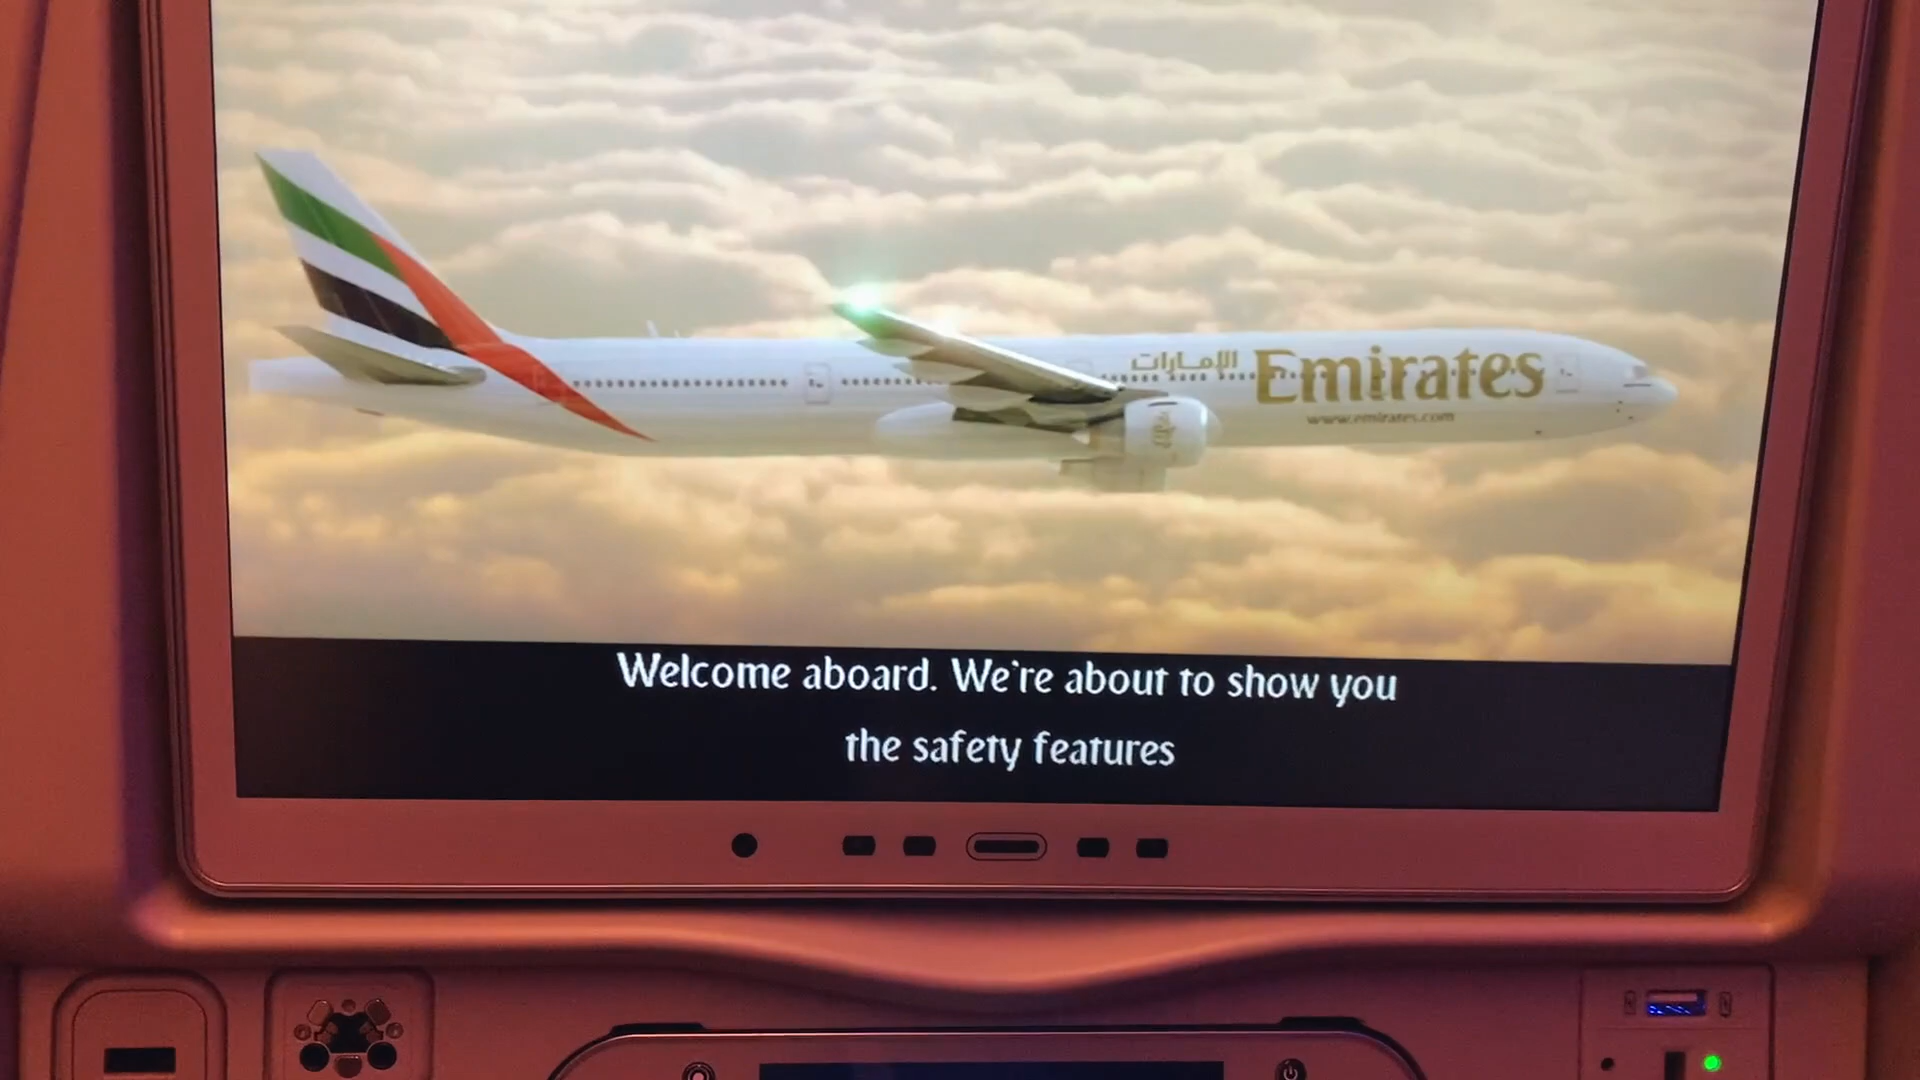 الإمارات Emirates
www.emirates.com
Welcome aboard. We're about to show you
the safety features